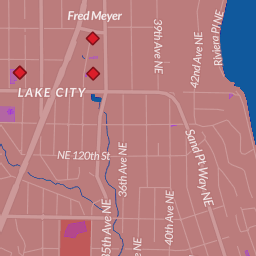 Fred Meyer
39th Ave NE
42nd Ave NE
Riviera Pl NE
LAKE CITY
NE 120th St
Sand Pt Way NE
36th Ave NE
35th Ave NE
40th Ave NE